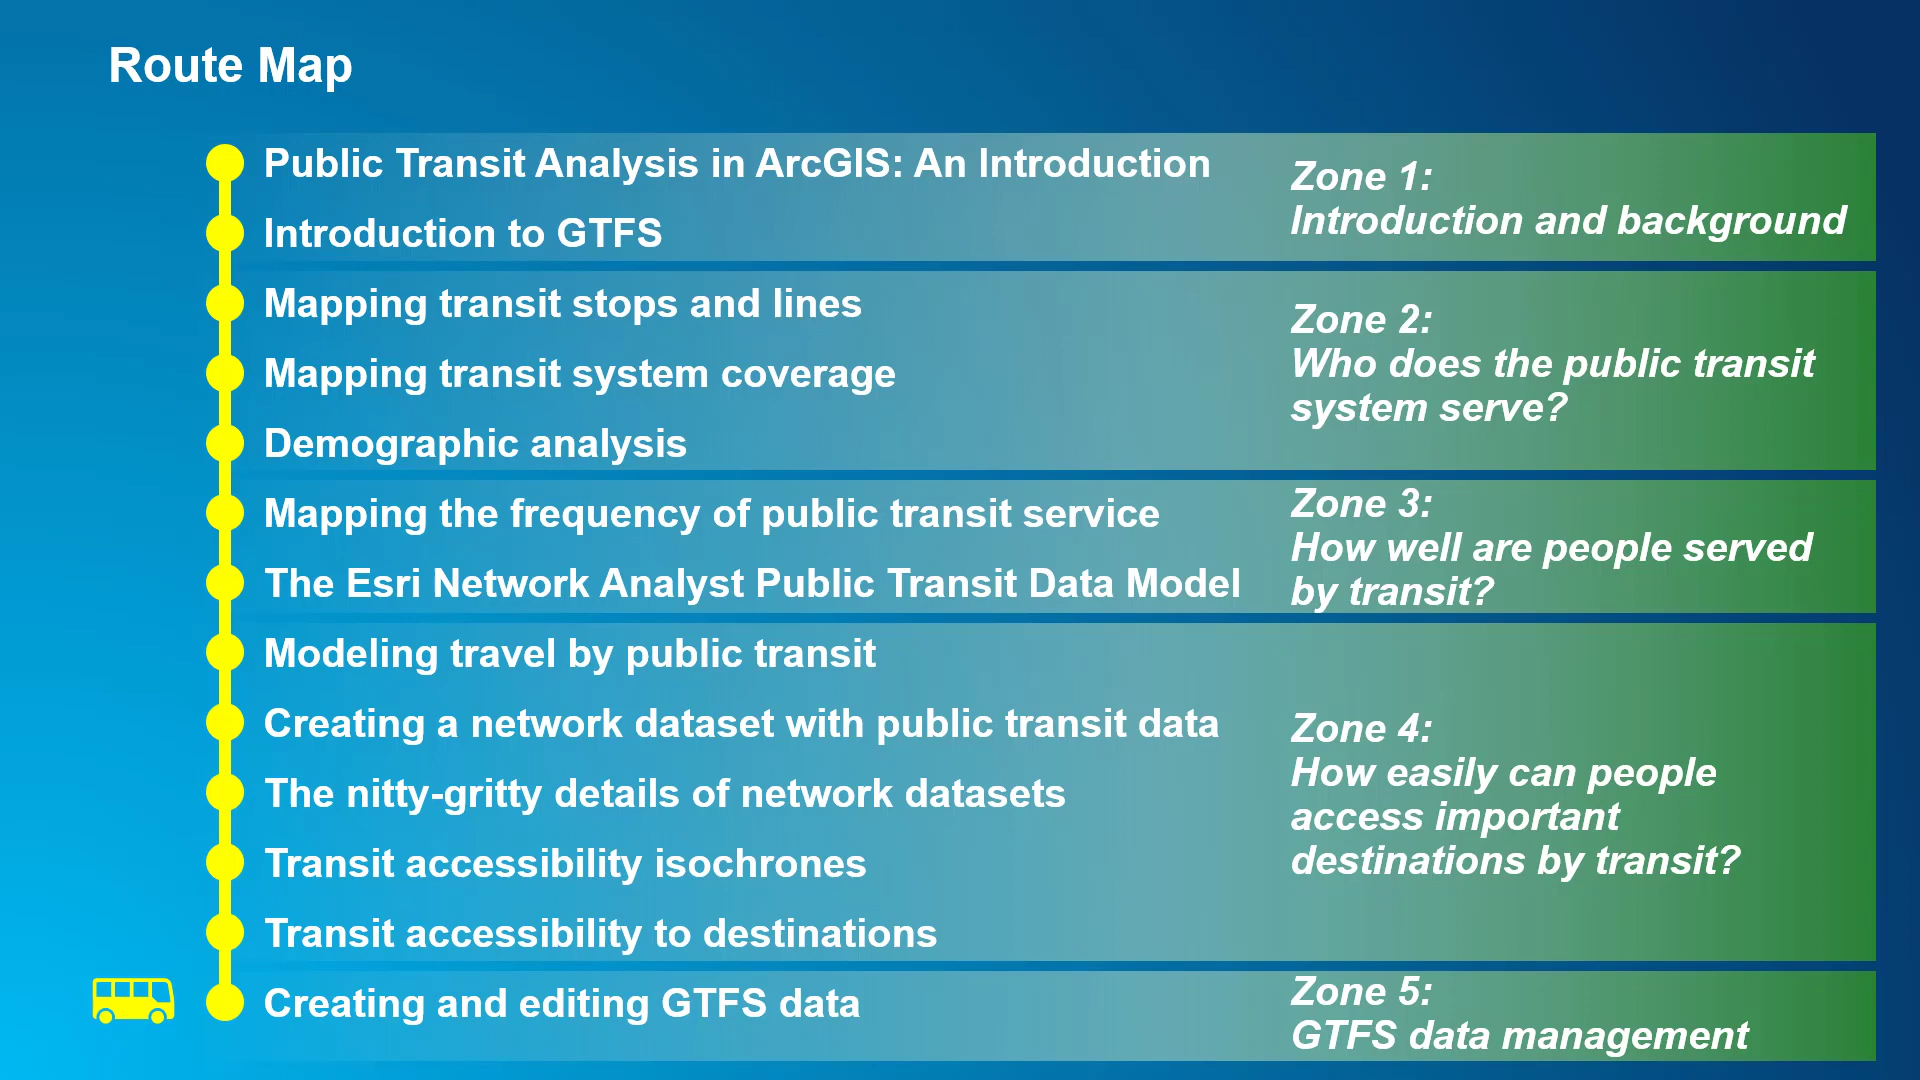 Route Map
Public Transit Analysis in ArcGIS: An Introduction
Introduction to GTFS
Zone 1:
Introduction and background
Mapping transit stops and lines
Mapping transit system coverage
Demographic analysis
Zone 2:
Who does the public transit
system serve?
Mapping the frequency of public transit service
The Esri Network Analyst Public Transit Data Model
Zone 3:
How well are people served
by transit?
Modeling travel by public transit
Creating a network dataset with public transit data
The nitty-gritty details of network datasets
Transit accessibility isochrones
Transit accessibility to destinations
Zone 4:
How easily can people
access important
destinations by transit?
Creating and editing GTFS data
Zone 5:
GTFS data management